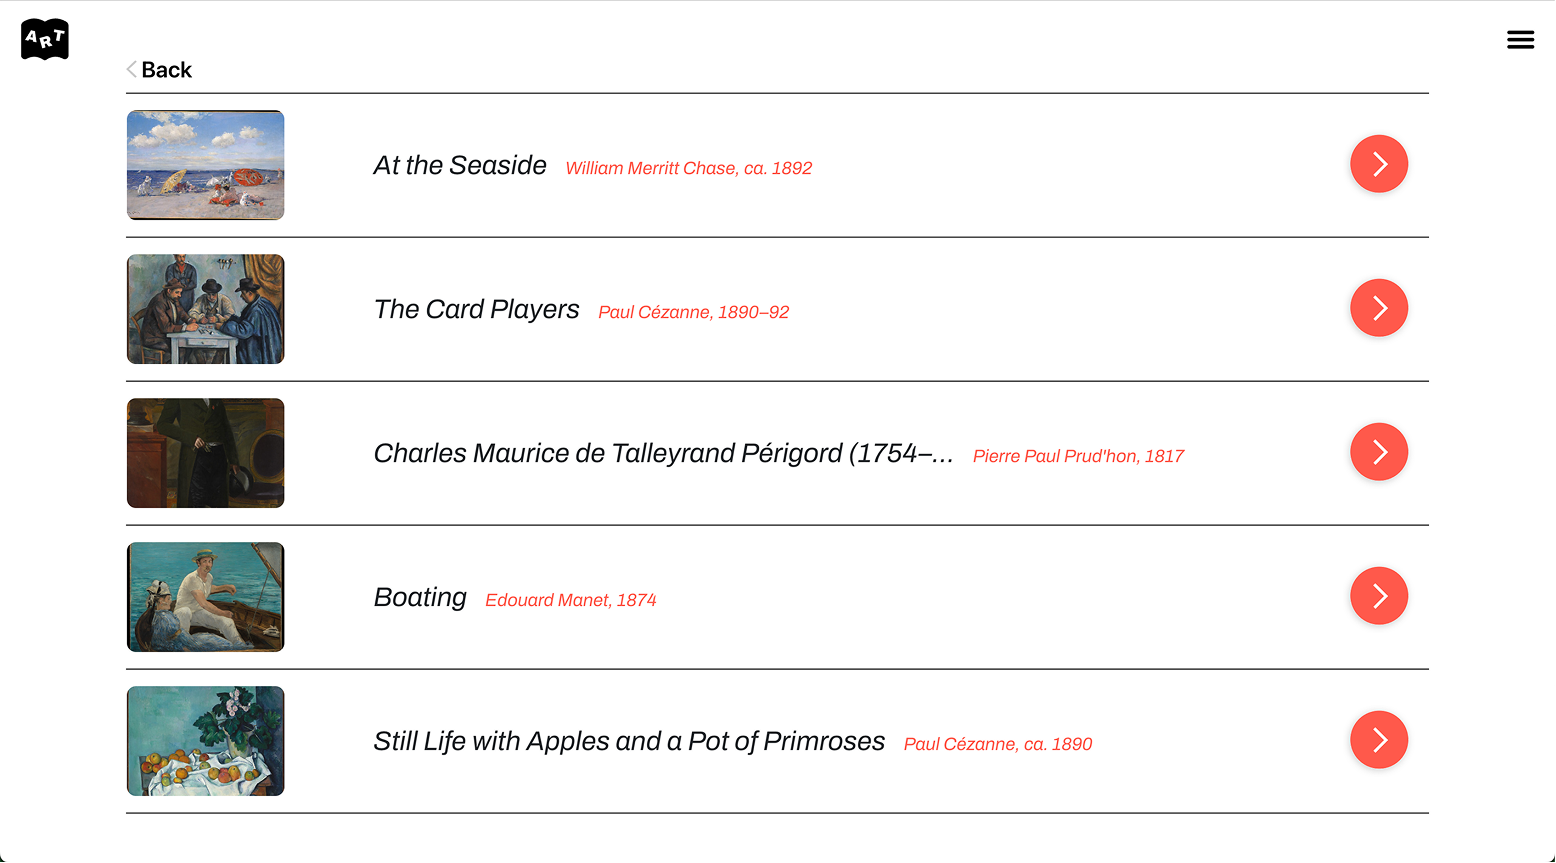 ART
Back
At the Seaside William Merritt Chase, ca. 1892
The Card Players Paul Cézanne, 1890–92
Charles Maurice de Talleyrand Périgord (1754–... Pierre Paul Prud'hon, 1817
Boating Edouard Manet, 1874
Still Life with Apples and a Pot of Primroses Paul Cézanne, ca. 1890